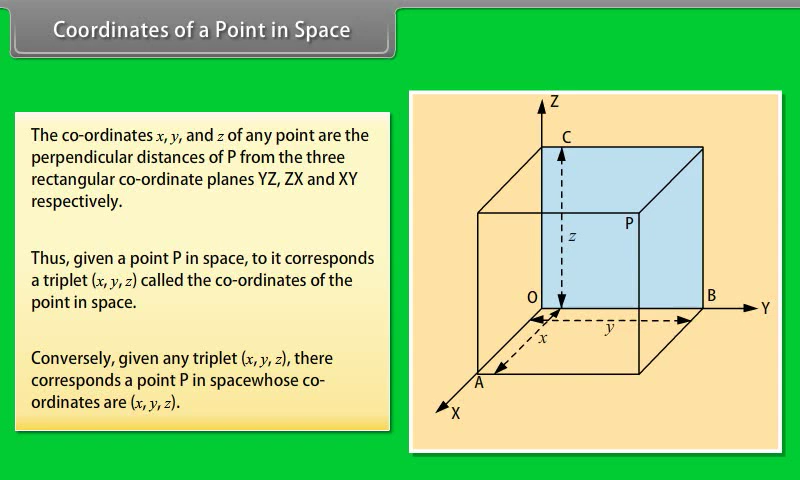 Coordinates of a Point in Space
The co-ordinates x, y, and z of any point are the
perpendicular distances of P from the three
rectangular co-ordinate planes YZ, ZX and XY
respectively.
Thus, given a point P in space, to it corresponds
a triplet (x, y, z) called the co-ordinates of the
point in space.
Conversely, given any triplet (x, y, z), there
corresponds a point P in spacewhose co-
ordinates are (x, y, z).
Z
C
P
z
O
B
Y
y
x
A
X